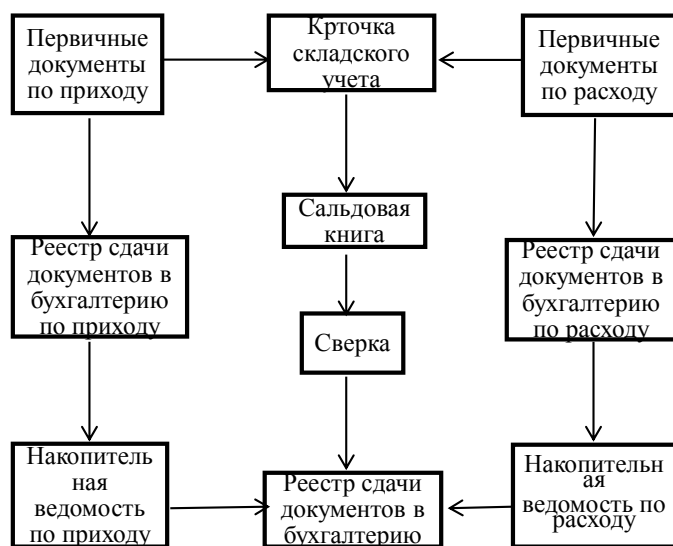 Первичные
документы
по приходу
Крточка
складского
учета
Первичные
документы
по расходу
Сальдовая
книга
Реестр сдачи
документов в
бухгалтерию
по приходу
Реестр сдачи
документов в
бухгалтерию
по расходу
Сверка
Накопитель
ная
ведомость
по приходу
Реестр сдачи
документов в
бухгалтерию
Накопительн
ая
ведомость по
расходу